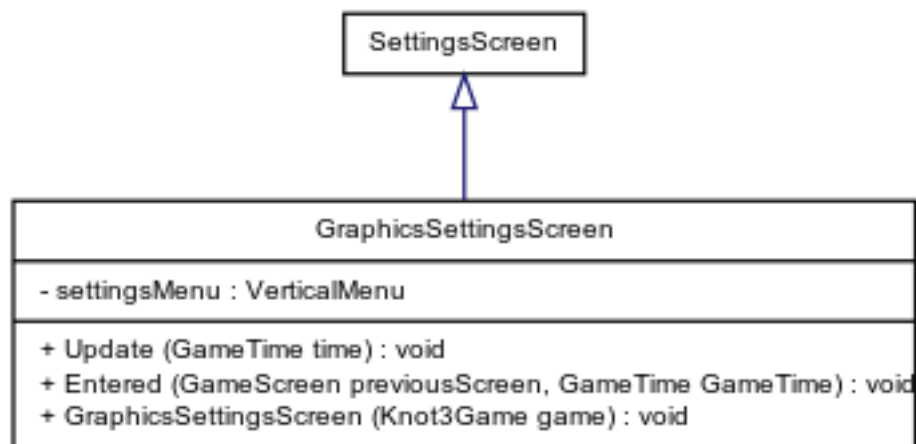 SettingsScreen
GraphicsSettingsScreen
- settingsMenu : VerticalMenu
+ Update (GameTime time) : void
+ Entered (GameScreen previousScreen, GameTime GameTime) : void
+ GraphicsSettingsScreen (Knot3Game game) : void